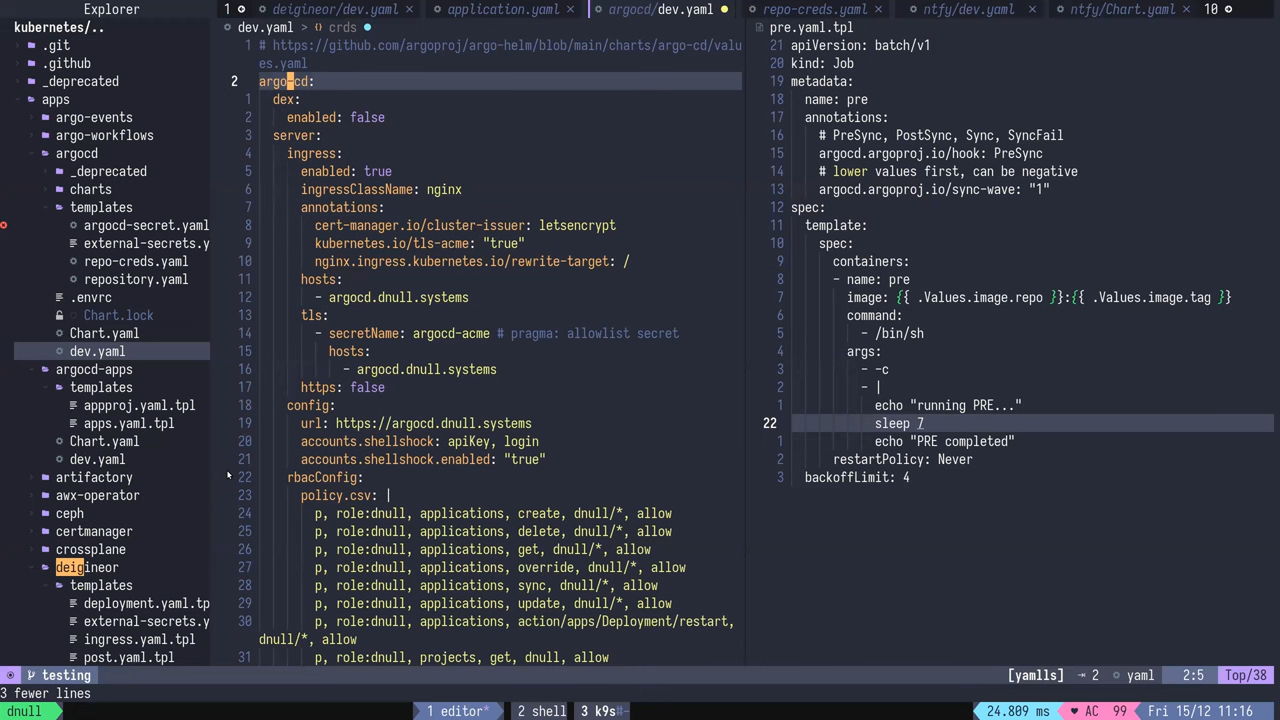 Explorer
kubernetes/..
.git
.github
_deprecated
apps
argo-events
argo-workflows
argocd
_deprecated
charts
templates
argocd-secret.yaml
external-secrets.y
repo-creds.yaml
repository.yaml
.envrc
Chart.lock
Chart.yaml
dev.yaml
argocd-apps
templates
appproj.yaml.tpl
apps.yaml.tpl
Chart.yaml
dev.yaml
artifactory
awx-operator
ceph
certmanager
crossplane
deigineor
templates
deployment.yaml.tp
external-secrets.y
ingress.yaml.tpl
post.yaml.tpl
1 deigineor/dev.yaml × application.yaml × argocd/dev.yaml ● repo-creds.yaml × ntfy/dev.yaml × ntfy/Chart.yaml × 10
dev.yaml > {} crds
1 # https://github.com/argoproj/argo-helm/blob/main/charts/argo-cd/valu
es.yaml
2 argo-cd:
1 dex:
2 enabled: false
3 server:
4 ingress:
5 enabled: true
6 ingressClassName: nginx
7 annotations:
8 cert-manager.io/cluster-issuer: letsencrypt
9 kubernetes.io/tls-acme: "true"
10 nginx.ingress.kubernetes.io/rewrite-target: /
11 hosts:
12 - argocd.dnull.systems
13 tls:
14 - secretName: argocd-acme # pragma: allowlist secret
15 hosts:
16 - argocd.dnull.systems
17 https: false
18 config:
19 url: https://argocd.dnull.systems
20 accounts.shellshock: apiKey, login
21 accounts.shellshock.enabled: "true"
22 rbacConfig:
23 policy.csv: |
24 p, role:dnull, applications, create, dnull/*, allow
25 p, role:dnull, applications, delete, dnull/*, allow
26 p, role:dnull, applications, get, dnull/*, allow
27 p, role:dnull, applications, override, dnull/*, allow
28 p, role:dnull, applications, sync, dnull/*, allow
29 p, role:dnull, applications, update, dnull/*, allow
30 p, role:dnull, applications, action/apps/Deployment/restart,
dnull/*, allow
31 p, role:dnull, projects, get, dnull, allow
pre.yaml.tpl
21 apiVersion: batch/v1
20 kind: Job
19 metadata:
18 name: pre
17 annotations:
16 # PreSync, PostSync, Sync, SyncFail
15 argocd.argoproj.io/hook: PreSync
14 # lower values first, can be negative
13 argocd.argoproj.io/sync-wave: "1"
12 spec:
11 template:
10 spec:
9 containers:
8 - name: pre
7 image: {{ .Values.image.repo }}:{{ .Values.image.tag }}
6 command:
5 - /bin/sh
4 args:
3 - -c
2 - |
1 echo "running PRE..."
22 sleep 7
1 echo "PRE completed"
2 restartPolicy: Never
3 backoffLimit: 4
testing [yamlls] ⇥ 2 yaml 2:5 Top/38
3 fewer lines
dnull 1 editor* 2 shell 3 k9s#- 24.809 ms ♥ AC 99 Fri 15/12 11:16